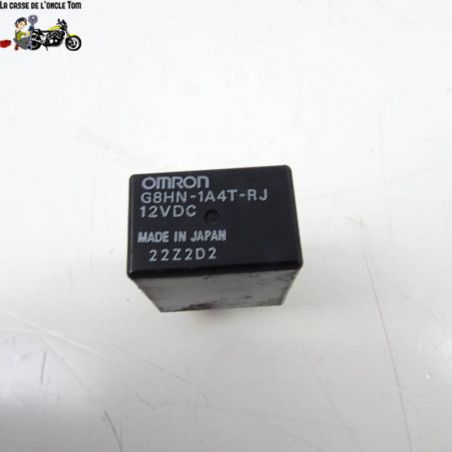 LA CASSE DE L'ONCLE TOM
OMRON
G8HN-1A4T-RJ
12VDC
MADE IN JAPAN
22Z2D2